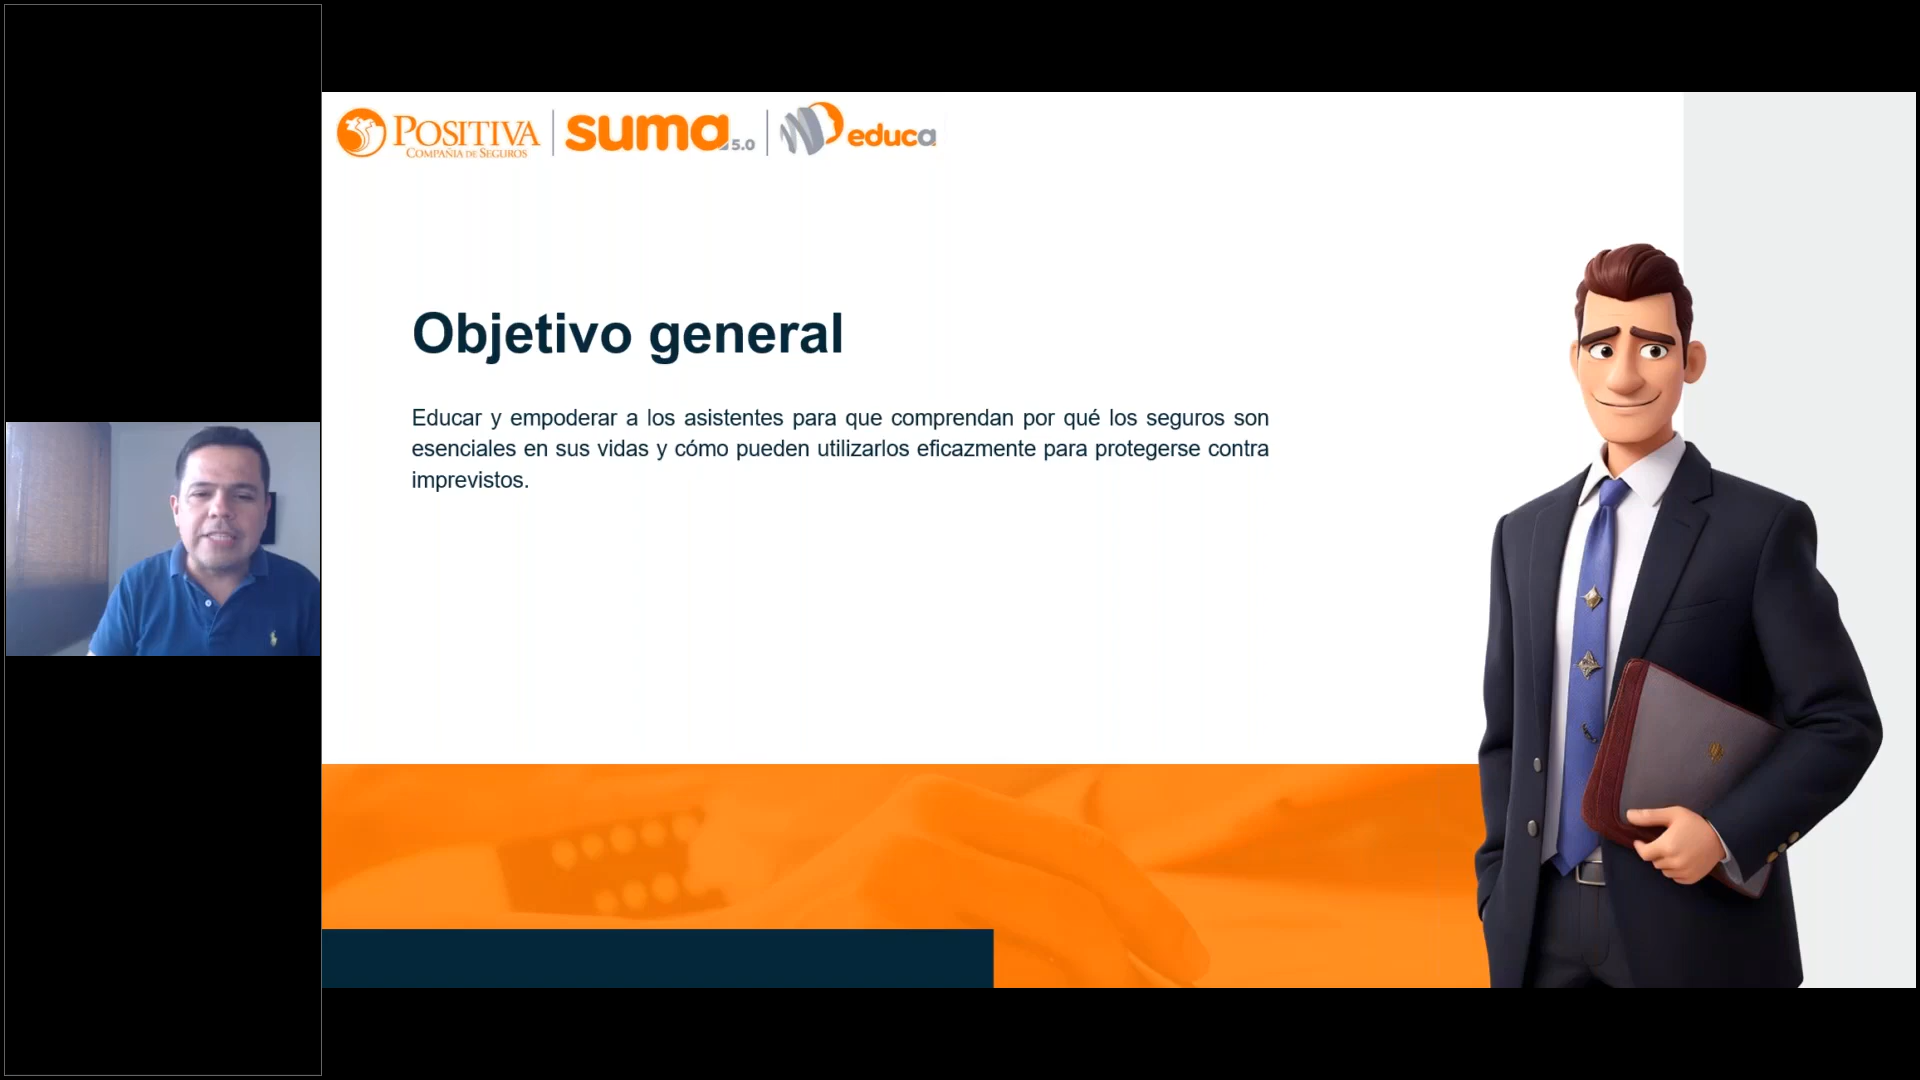 POSITIVA
COMPAÑIA DE SEGUROS
suma 5.0
educa
Objetivo general
Educar y empoderar a los asistentes para que comprendan por qué los seguros son
esenciales en sus vidas y cómo pueden utilizarlos eficazmente para protegerse contra
imprevistos.